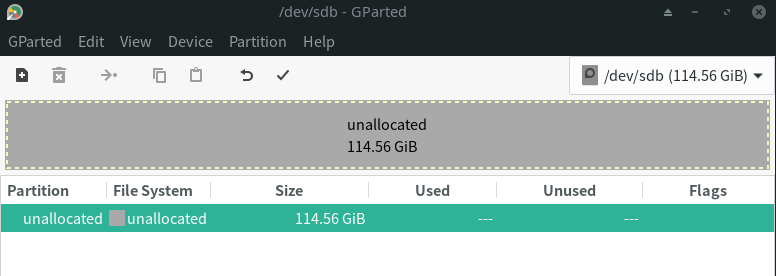 /dev/sdb - GParted
GParted Edit View Device Partition Help
/dev/sdb (114.56 GiB)
unallocated
114.56 GiB
Partition File System Size Used Unused Flags
unallocated unallocated 114.56 GiB --- ---